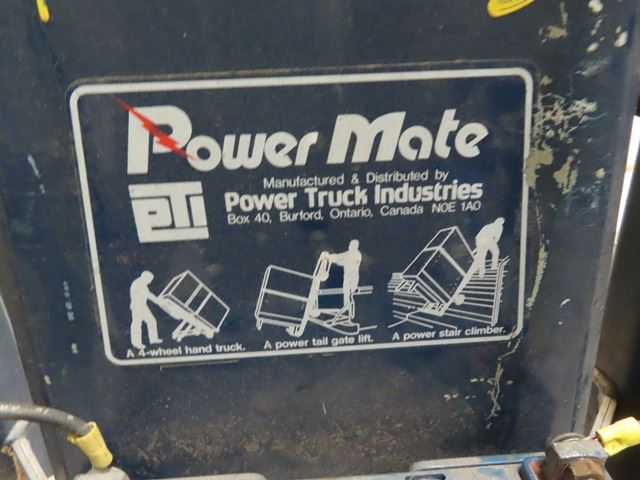 Power Mate
Manufactured & Distributed by
PTI
Power Truck Industries
Box 40, Burford, Ontario, Canada N0E 1A0
A 4-wheel hand truck.
A power tail gate lift.
A power stair climber.